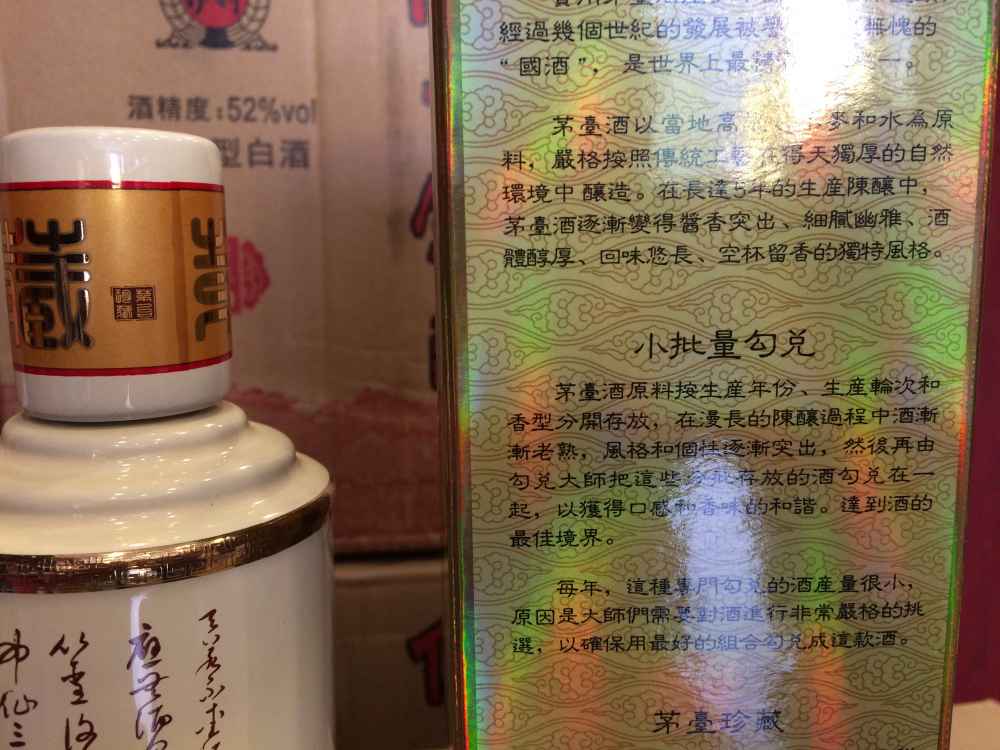 酒精度:52%vol
型白酒
藏
經過幾個世紀的發展被 無愧的
“國酒”, 是世界上最 一。
茅臺酒以當地高 麥和水為原
料, 嚴格按照傳統工藝在得天獨厚的自然
環境中釀造。在長達5年的生産陳釀中,
茅臺酒逐漸變得醬香突出、細膩幽雅、酒
體醇厚、回味悠長、空杯留香的獨特風格。
小批量勾兑
茅臺酒原料按生産年份、生産輪次和
香型分開存放, 在漫長的陳釀過程中酒漸
漸老熟, 風格和個性逐漸突出, 然後再由
勾兑大師把這些 批存放的酒勾兑在一
起, 以獲得口感和香味的和諧。達到酒的
最佳境界。
每年, 這種專門勾兑的酒産量很小,
原因是大師們需要對酒進行非常嚴格的挑
選, 以確保用最好的組合勾兑成這款酒。
茅臺珍藏